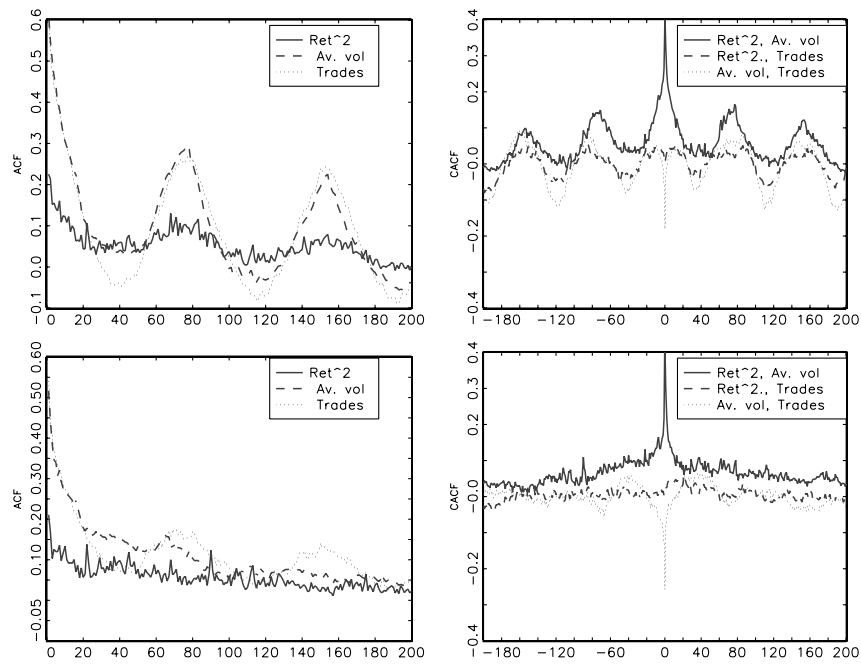 0.6
0.5
0.4
0.3
0.2
0.1
0.0
−0.1
ACF
Ret^2
Av. vol
Trades
0 20 40 60 80 100 120 140 160 180 200
0.4
0.2
−0.0
−0.2
−0.4
CACF
Ret^2, Av. vol
Ret^2., Trades
Av. vol, Trades
−180 −120 −60 0 40 80 120 160 200
0.60
0.50
0.40
0.30
0.20
0.10
−0.05
ACF
Ret^2
Av. vol
Trades
0 20 40 60 80 100 120 140 160 180 200
0.4
0.2
−0.0
−0.2
−0.4
CACF
Ret^2, Av. vol
Ret^2., Trades
Av. vol, Trades
−180 −120 −60 0 40 80 120 160 200